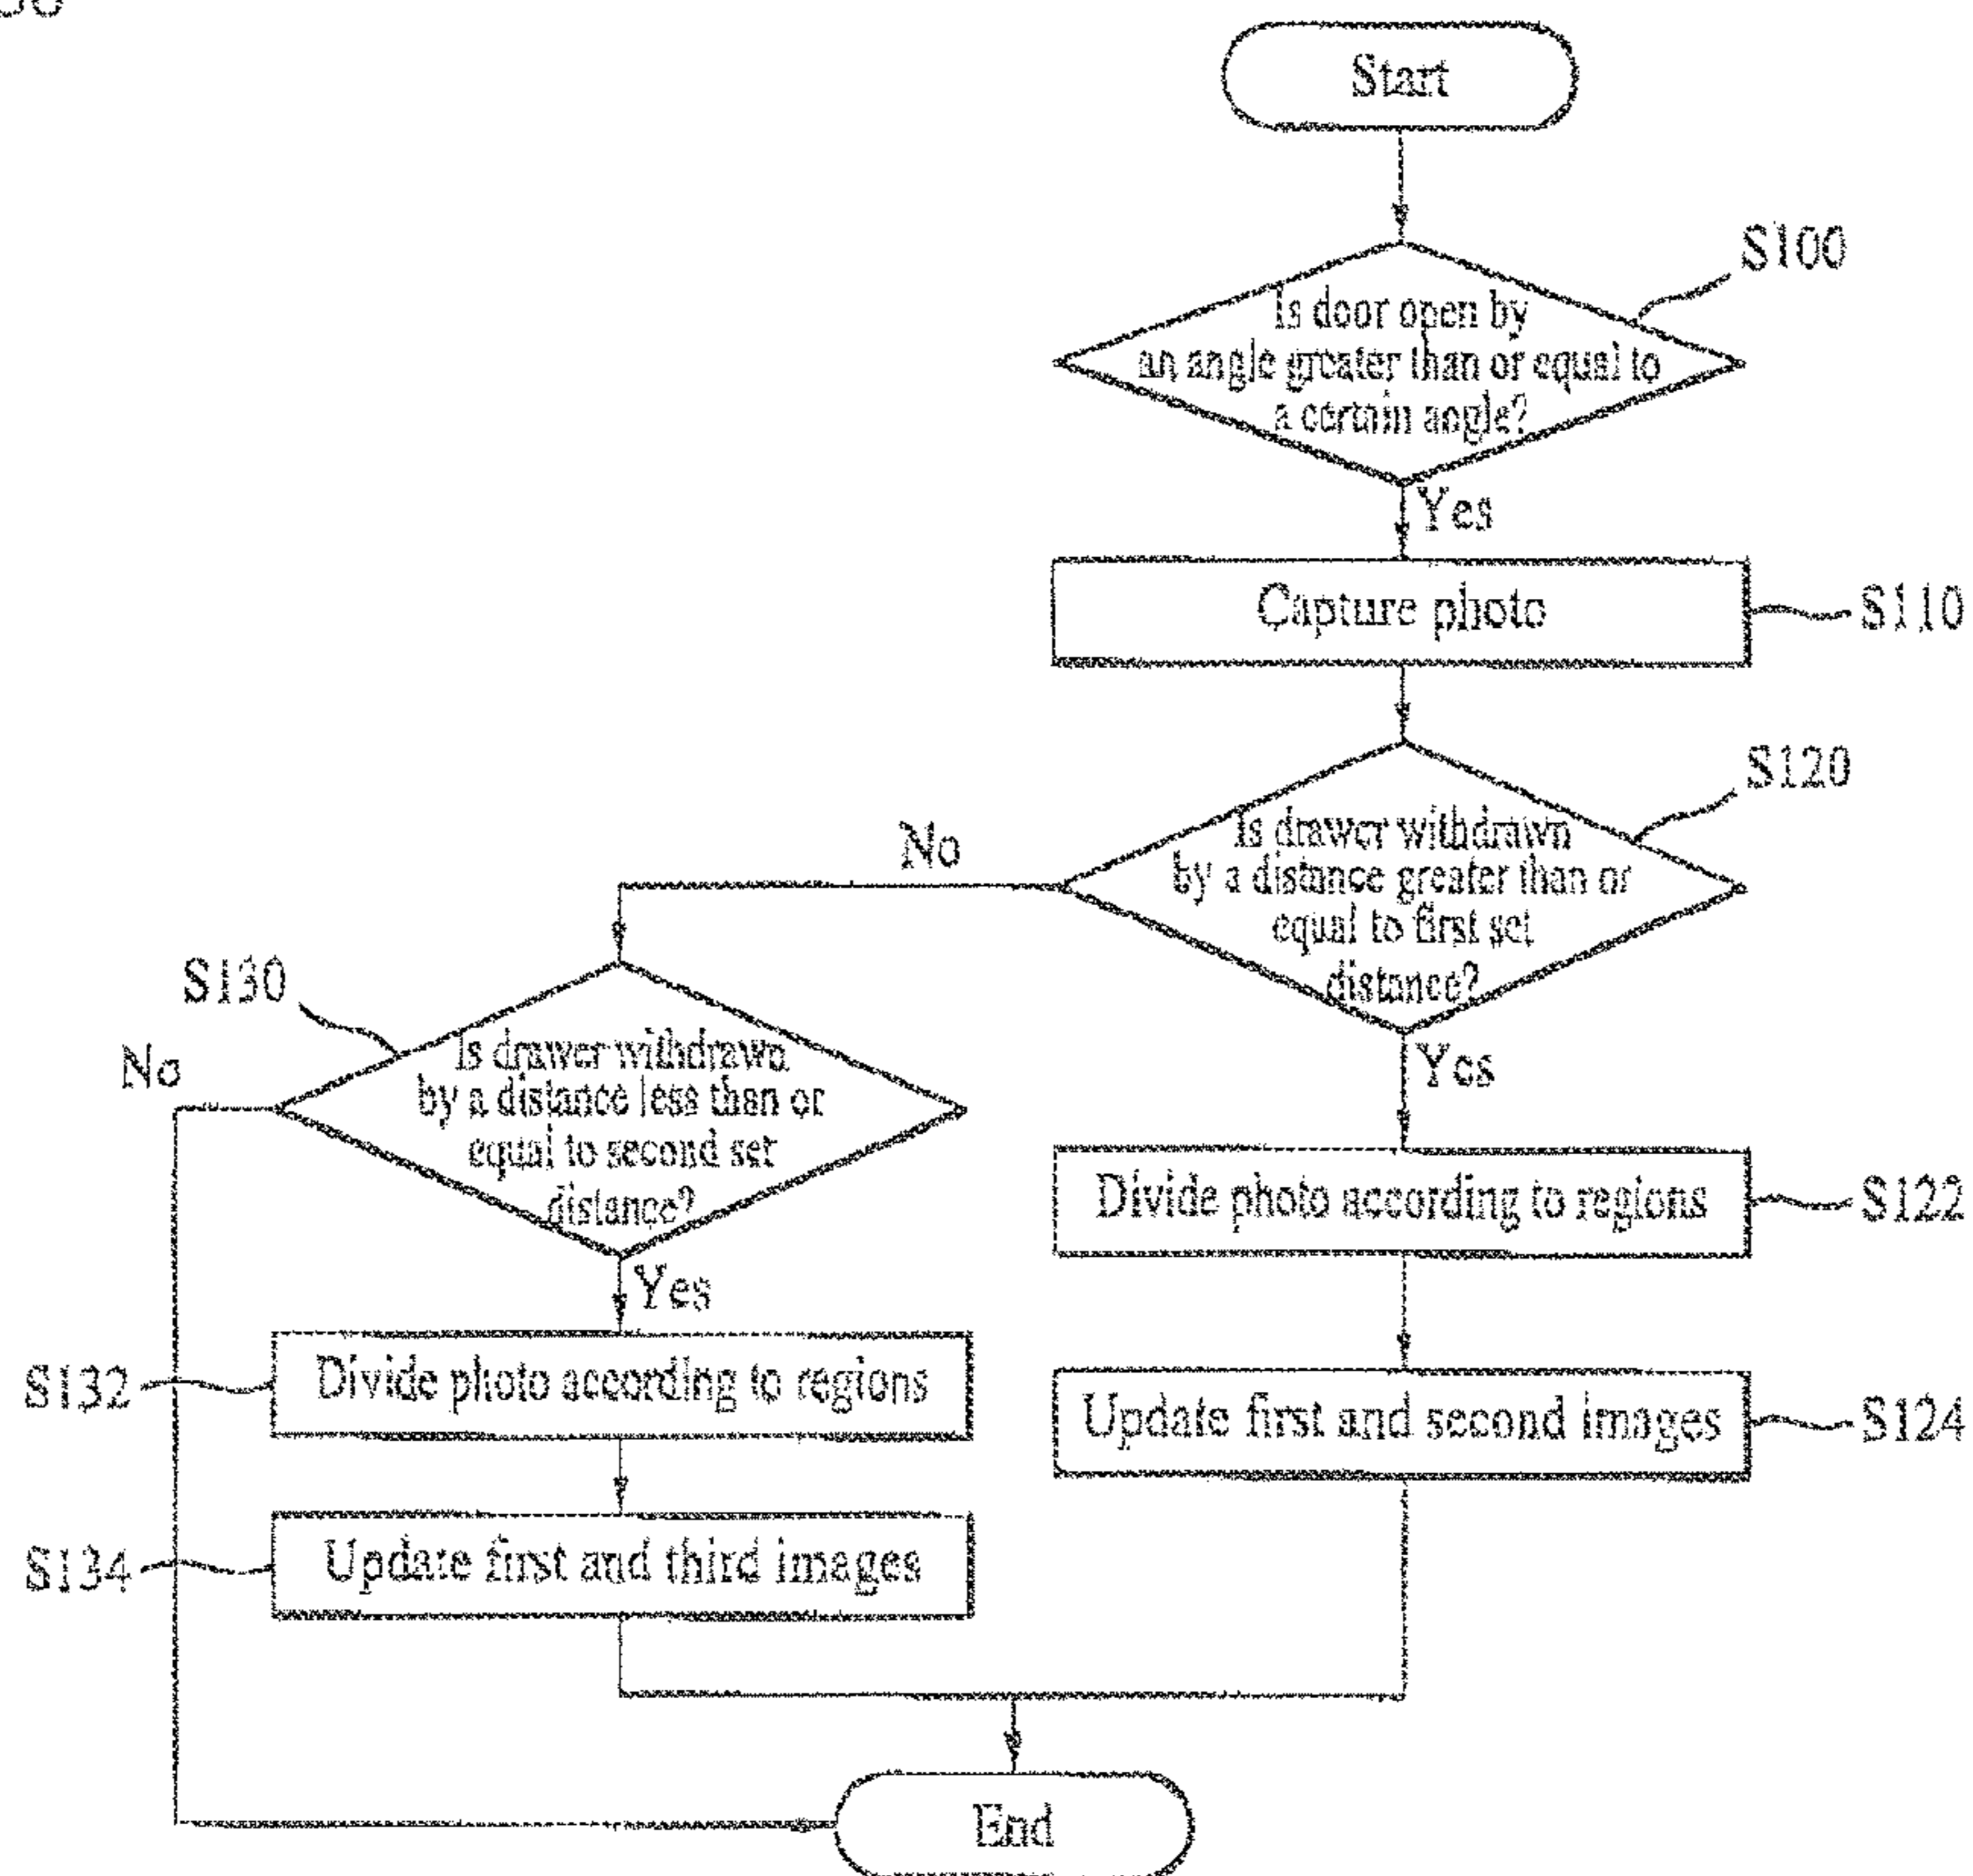 Start
S100
Is door open by
an angle greater than or equal to
a certain angle?
Yes
Capture photo
S110
S120
Is drawer withdrawn
by a distance greater than or
equal to first set
distance?
No
Yes
S130
Is drawer withdrawn
by a distance less than or
equal to second set
distance?
No
Yes
Divide photo according to regions
S122
S132
Divide photo according to regions
Update first and second images
S124
S134
Update first and third images
End